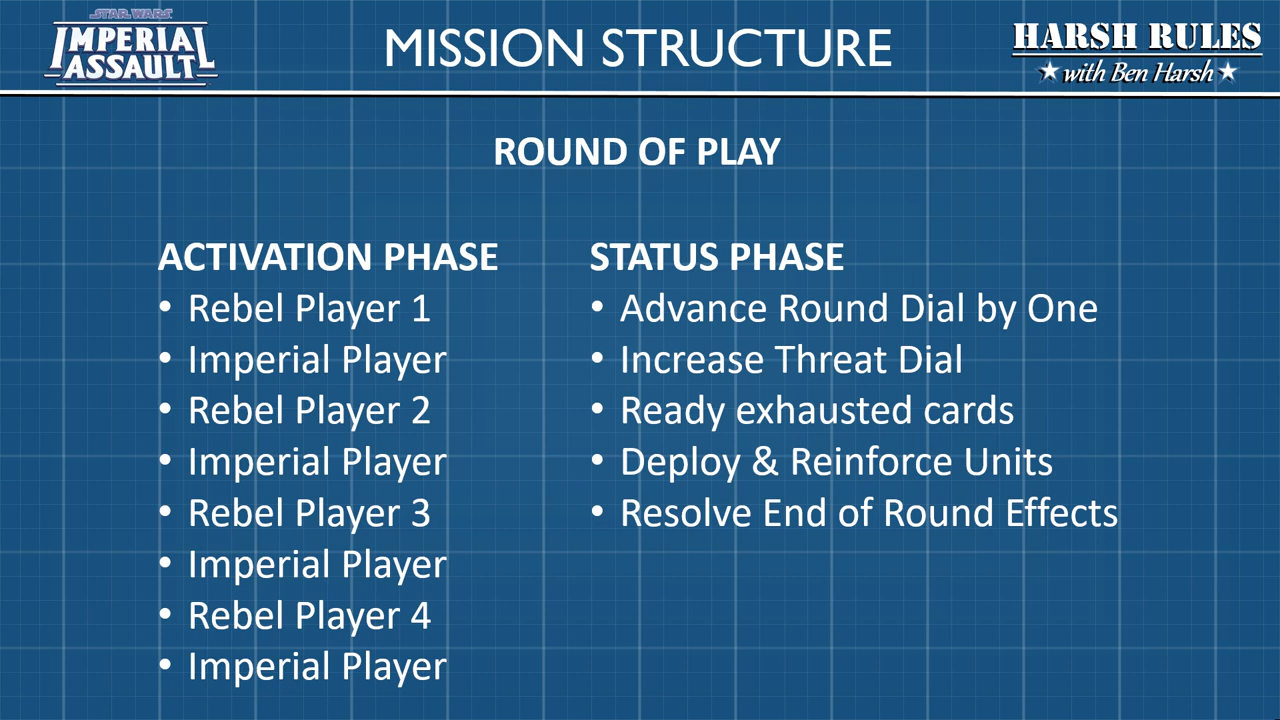 STAR WARS
IMPERIAL
ASSAULT
MISSION STRUCTURE
HARSH RULES
with Ben Harsh
ROUND OF PLAY
ACTIVATION PHASE
• Rebel Player 1
• Imperial Player
• Rebel Player 2
• Imperial Player
• Rebel Player 3
• Imperial Player
• Rebel Player 4
• Imperial Player
STATUS PHASE
• Advance Round Dial by One
• Increase Threat Dial
• Ready exhausted cards
• Deploy & Reinforce Units
• Resolve End of Round Effects